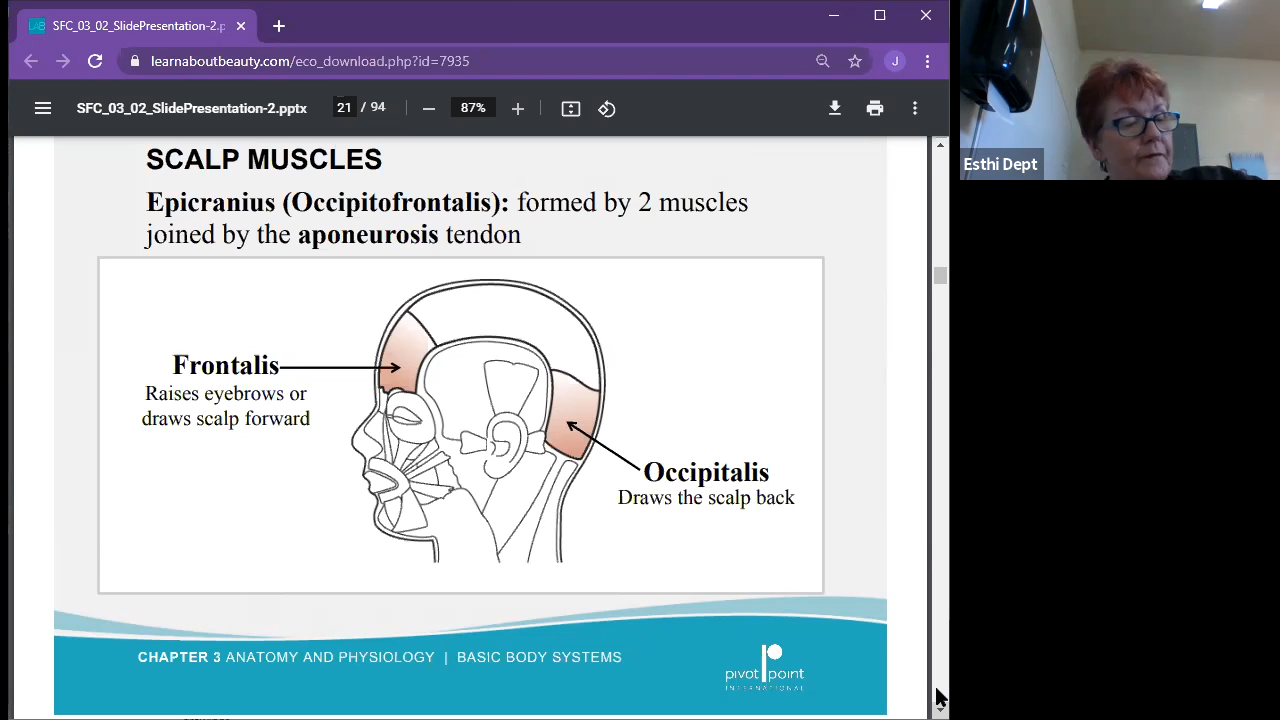 SFC_03_02_SlidePresentation-2.p
learnaboutbeauty.com/eco_download.php?id=7935
J
SFC_03_02_SlidePresentation-2.pptx
21 / 94
87%
Esthi Dept
SCALP MUSCLES
Epicranius (Occipitofrontalis): formed by 2 muscles
joined by the aponeurosis tendon
Frontalis
Raises eyebrows or
draws scalp forward
Occipitalis
Draws the scalp back
CHAPTER 3 ANATOMY AND PHYSIOLOGY | BASIC BODY SYSTEMS
pivot point
INTERNATIONAL